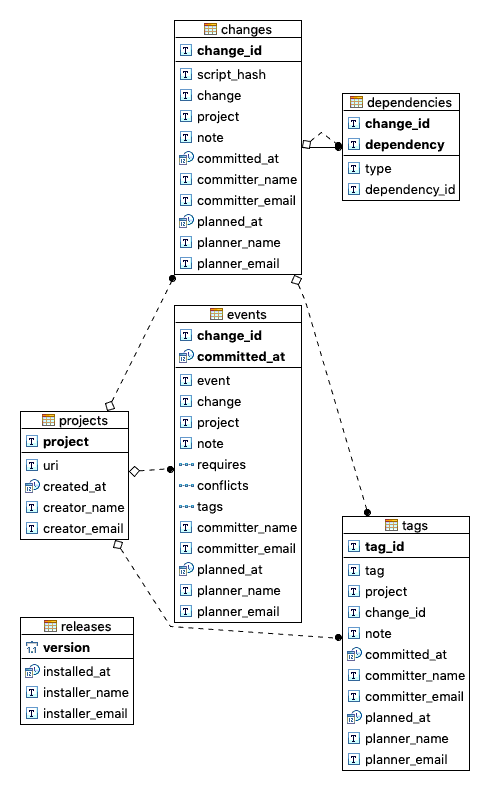 changes
change_id
script_hash
change
project
note
committed_at
committer_name
committer_email
planned_at
planner_name
planner_email
dependencies
change_id
dependency
type
dependency_id
events
change_id
committed_at
event
change
project
note
requires
conflicts
tags
committer_name
committer_email
planned_at
planner_name
planner_email
projects
project
uri
created_at
creator_name
creator_email
tags
tag_id
tag
project
change_id
note
committed_at
committer_name
committer_email
planned_at
planner_name
planner_email
releases
version
installed_at
installer_name
installer_email